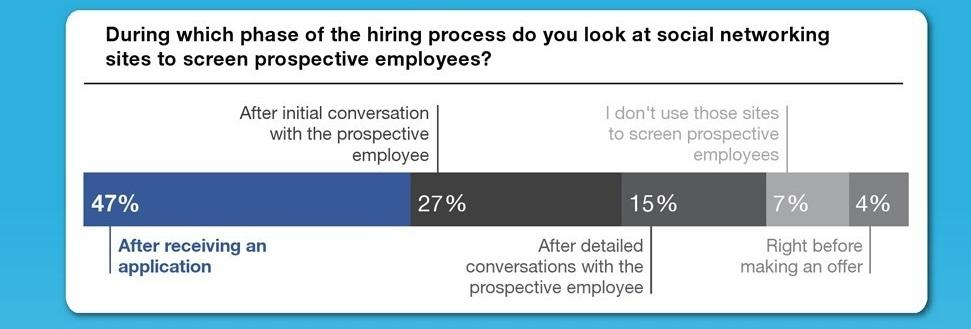 During which phase of the hiring process do you look at social networking
sites to screen prospective employees?
After initial conversation
with the prospective
employee
I don't use those sites
to screen prospective
employees
47%
27%
15%
7%
4%
After receiving an
application
After detailed
conversations with the
prospective employee
Right before
making an offer